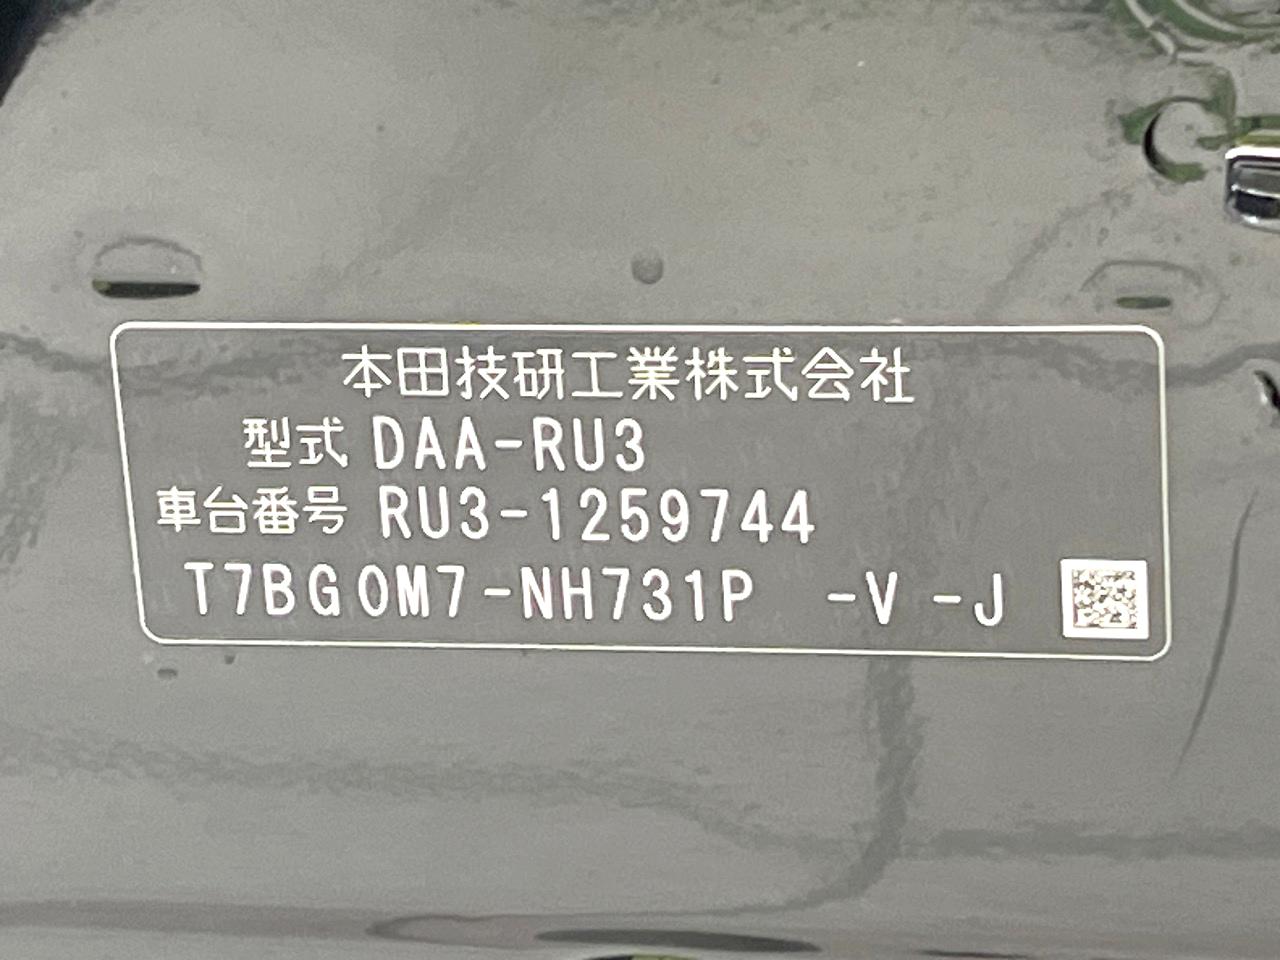 本田技研工業株式会社
型式 DAA-RU3
車台番号 RU3-1259744
T7BG0M7-NH731P -V -J